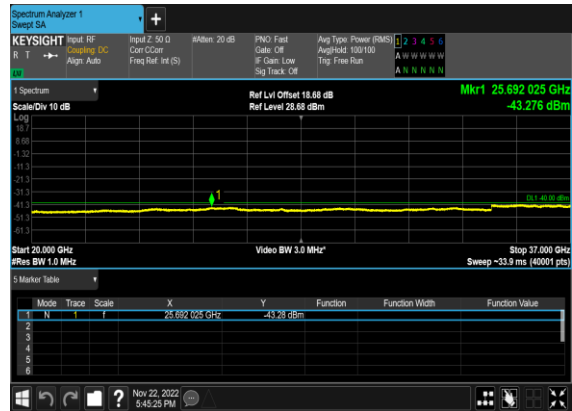 Spectrum Analyzer 1
Swept SA
+
KEYSIGHT Input: RF Input Z: 50 Ω #Atten: 20 dB PNO: Fast Avg Type: Power (RMS) 1 2 3 4 5 6
R T Coupling: DC Corr CCorr Gate: Off Avg|Hold: 100/100 A W W W W W
Align: Auto Freq Ref: Int (S) IF Gain: Low Trig: Free Run
Sig Track: Off A N N N N N
1 Spectrum Ref Lvl Offset 18.68 dB Mkr1 25.692 025 GHz
Scale/Div 10 dB Ref Level 28.68 dBm -43.276 dBm
Log
18.7
8.68
-1.32
-11.3
-21.3
-31.3
1
DL1 -40.00 dBm
-41.3
-51.3
-61.3
Start 20.000 GHz Video BW 3.0 MHz* Stop 37.000 GHz
#Res BW 1.0 MHz Sweep ~33.9 ms (40001 pts)
5 Marker Table
Mode Trace Scale X Y Function Function Width Function Value
1 N 1 f 25.692 025 GHz -43.28 dBm
2
3
4
5
6
? Nov 22, 2022
5:45:25 PM